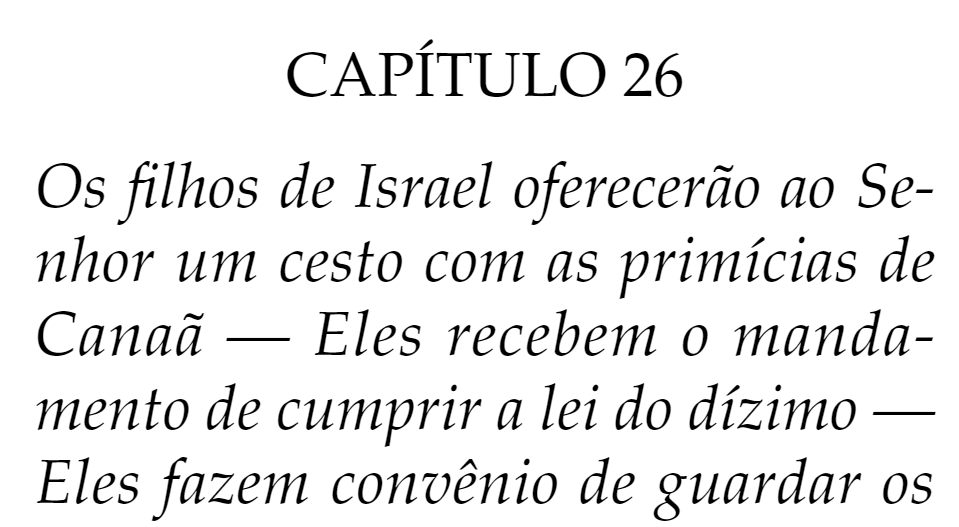 CAPÍTULO 26
Os filhos de Israel oferecerão ao Se-
nhor um cesto com as primícias de
Canaã — Eles recebem o manda-
mento de cumprir a lei do dízimo —
Eles fazem convênio de guardar os